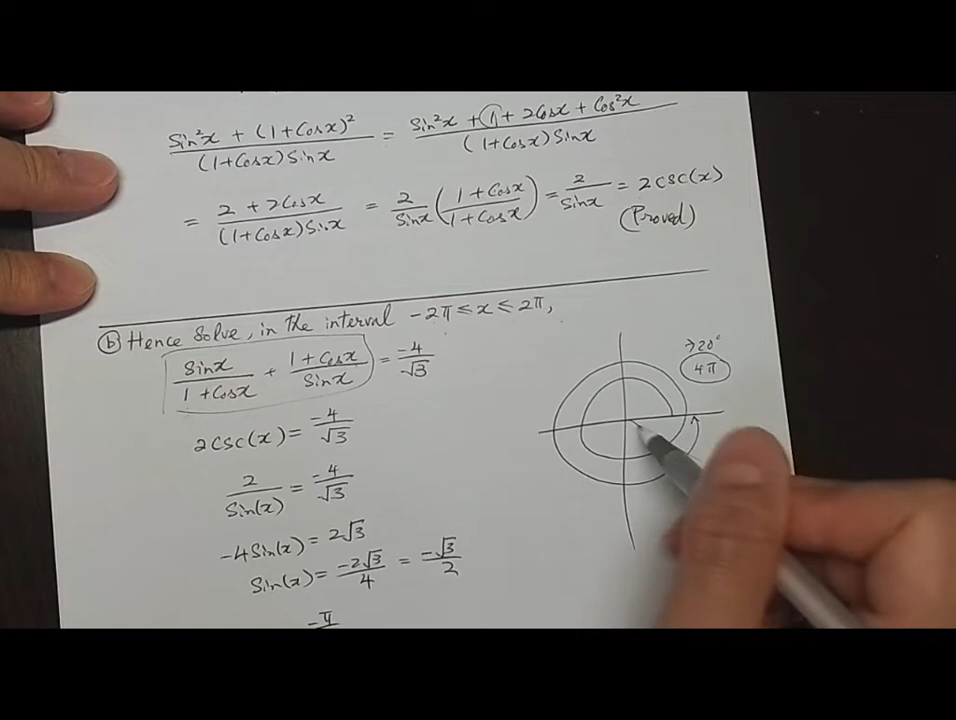 Sin²x + (1+Cosx)² / (1+Cosx)Sinx = Sin²x + 1 + 2Cosx + Cos²x / (1+Cosx)Sinx
= 2 + 2Cosx / (1+Cosx)Sinx = 2/Sinx (1+Cosx / 1+Cosx) = 2/Sinx = 2csc(x)
(Proved)
ⓑ Hence Solve, in the interval -2π ≤ x ≤ 2π,
Sinx / 1+Cosx + 1+Cosx / Sinx = -4/√3
2csc(x) = -4/√3
2/Sin(x) = -4/√3
-4Sin(x) = 2√3
Sin(x) = -2√3/4 = -√3/2
-π
720°
4π